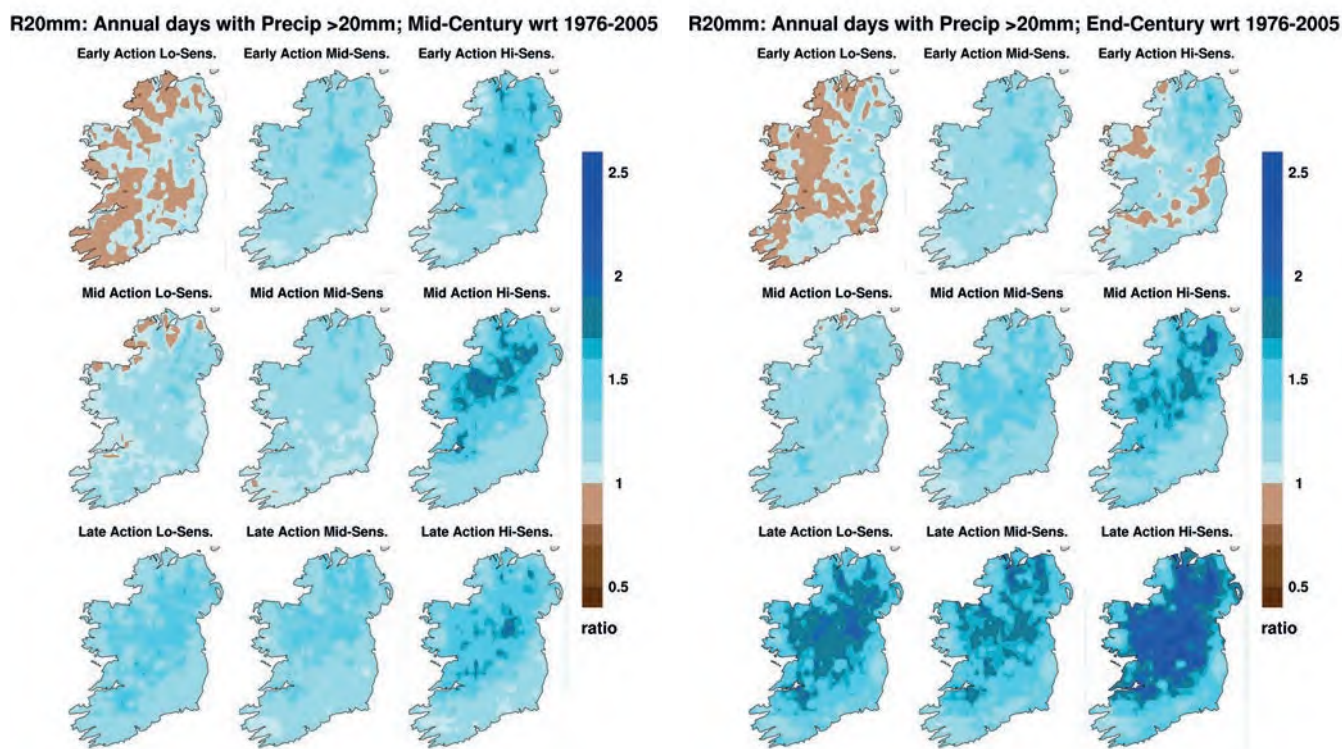 R20mm: Annual days with Precip >20mm; Mid-Century wrt 1976-2005
Early Action Lo-Sens.
Early Action Mid-Sens.
Early Action Hi-Sens.
Mid Action Lo-Sens.
Mid Action Mid-Sens
Mid Action Hi-Sens.
Late Action Lo-Sens.
Late Action Mid-Sens.
Late Action Hi-Sens.
2.5
2
1.5
1
0.5
ratio
R20mm: Annual days with Precip >20mm; End-Century wrt 1976-2005
Early Action Lo-Sens.
Early Action Mid-Sens.
Early Action Hi-Sens.
Mid Action Lo-Sens.
Mid Action Mid-Sens
Mid Action Hi-Sens.
Late Action Lo-Sens.
Late Action Mid-Sens.
Late Action Hi-Sens.
2.5
2
1.5
1
0.5
ratio